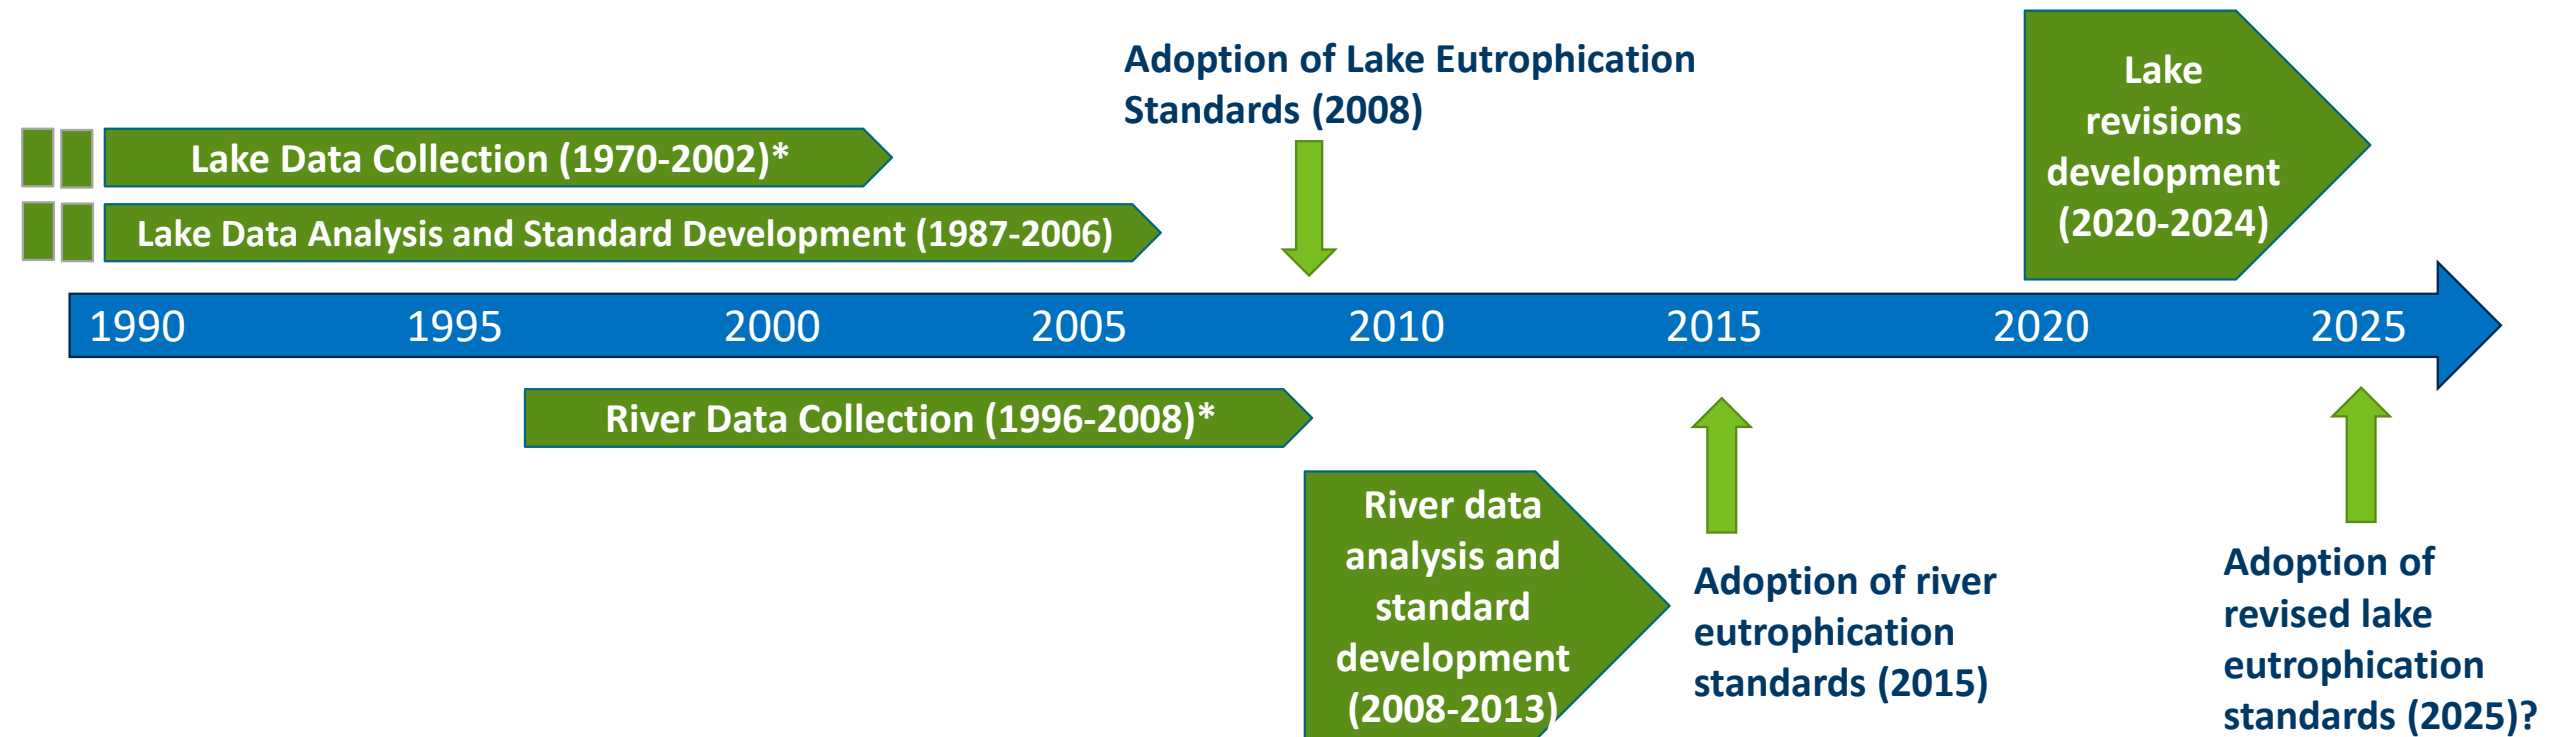 Adoption of Lake Eutrophication
Standards (2008)
Lake
revisions
development
(2020-2024)
Lake Data Collection (1970-2002)*
Lake Data Analysis and Standard Development (1987-2006)
1990 1995 2000 2005 2010 2015 2020 2025
River Data Collection (1996-2008)*
River data
analysis and
standard
development
(2008-2013)
Adoption of river
eutrophication
standards (2015)
Adoption of
revised lake
eutrophication
standards (2025)?